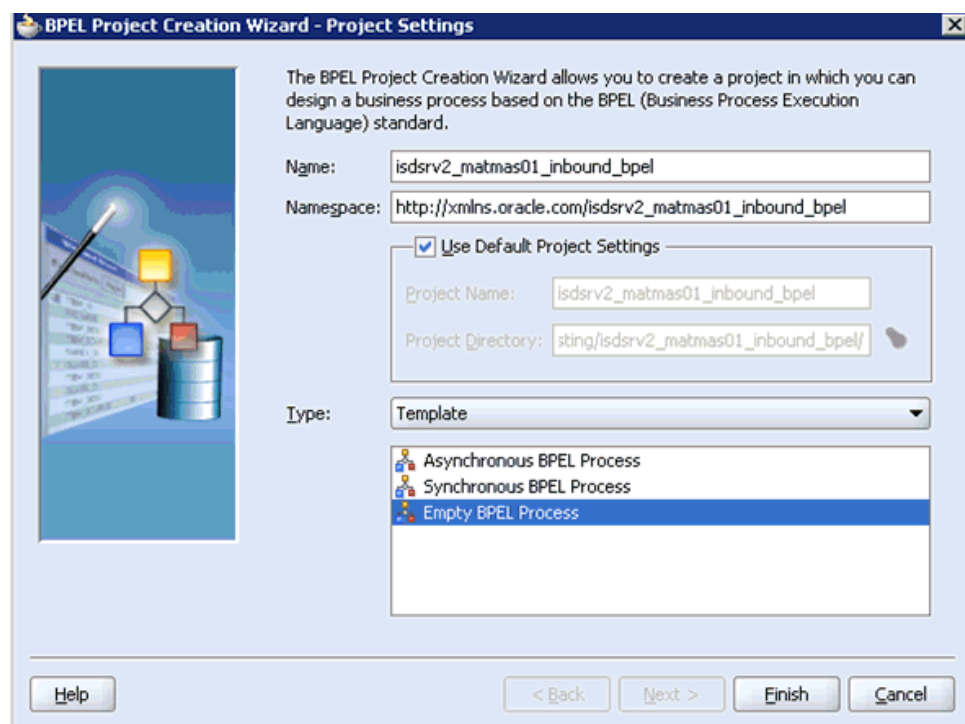 BPEL Project Creation Wizard - Project Settings
The BPEL Project Creation Wizard allows you to create a project in which you can
design a business process based on the BPEL (Business Process Execution
Language) standard.
Name: isdsrv2_matmas01_inbound_bpel
Namespace: http://xmlns.oracle.com/isdsrv2_matmas01_inbound_bpel
Use Default Project Settings
Project Name: isdsrv2_matmas01_inbound_bpel
Project Directory: sting/isdsrv2_matmas01_inbound_bpel/
Type: Template
Asynchronous BPEL Process
Synchronous BPEL Process
Empty BPEL Process
Help
< Back
Next >
Finish
Cancel